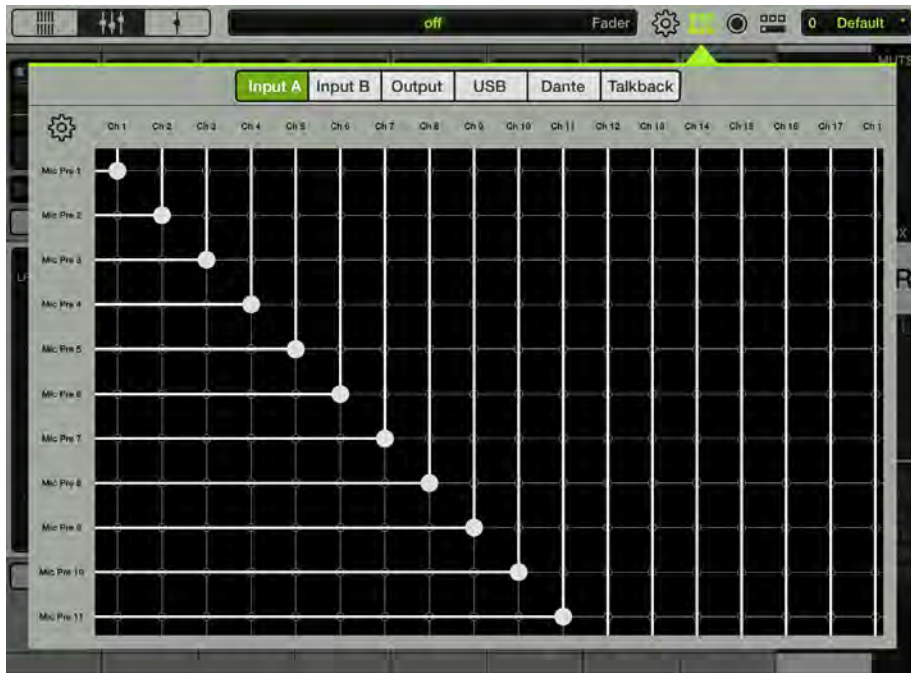 off Fader 0 Default
MUTE
Input A Input B Output USB Dante Talkback
Ch 1 Ch 2 Ch 3 Ch 4 Ch 5 Ch 6 Ch 7 Ch 8 Ch 9 Ch 10 Ch 11 Ch 12 Ch 13 Ch 14 Ch 15 Ch 16 Ch 17 Ch 1
Mic Pre 1
Mic Pre 2
Mic Pre 3
Mic Pre 4
Mic Pre 5
Mic Pre 6
Mic Pre 7
Mic Pre 8
Mic Pre 9
Mic Pre 10
Mic Pre 11